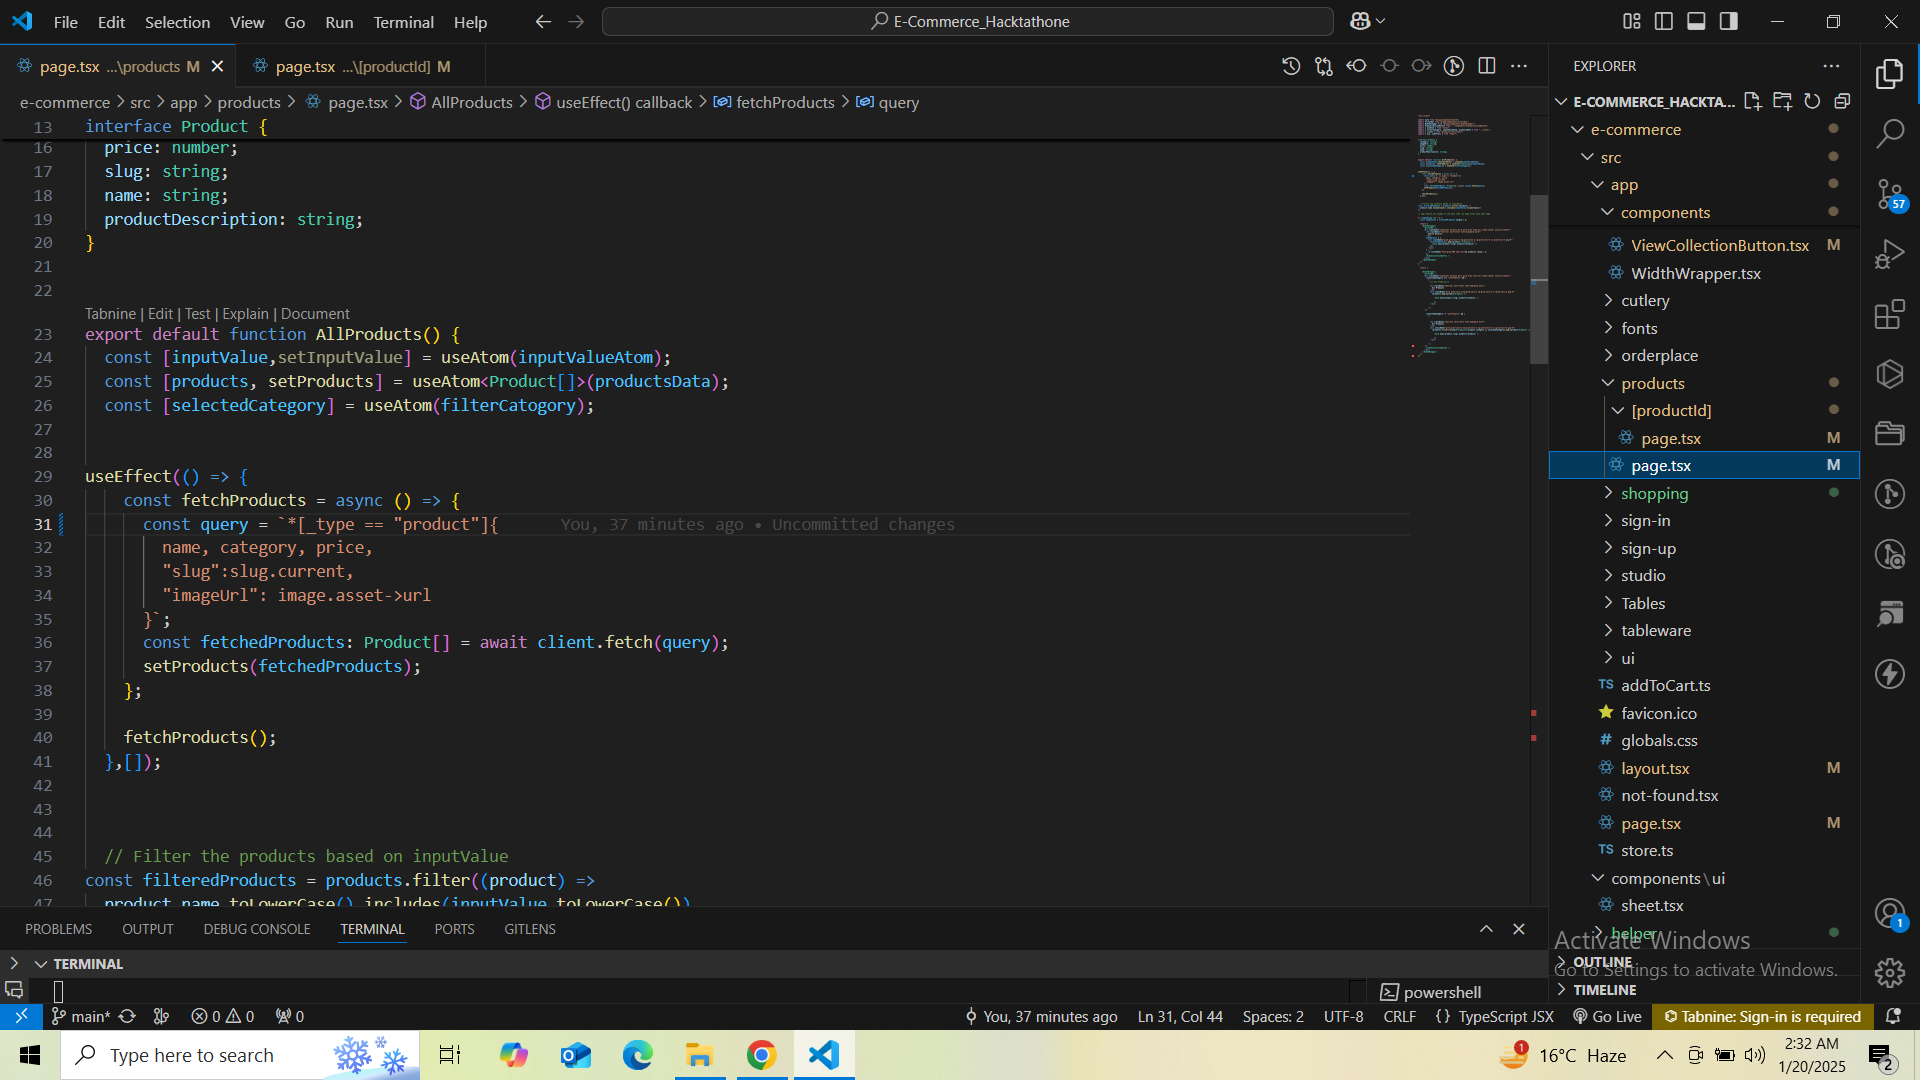 File Edit Selection View Go Run Terminal Help
E-Commerce_Hacktathone
page.tsx ...\products M
page.tsx ...\[productId] M
e-commerce > src > app > products > page.tsx > AllProducts > useEffect() callback > fetchProducts > query
13 interface Product {
16 price: number;
17 slug: string;
18 name: string;
19 productDescription: string;
20 }
21
22
Tabnine | Edit | Test | Explain | Document
23 export default function AllProducts() {
24 const [inputValue,setInputValue] = useAtom(inputValueAtom);
25 const [products, setProducts] = useAtom<Product[]>(productsData);
26 const [selectedCategory] = useAtom(filterCatogory);
27
28
29 useEffect(() => {
30 const fetchProducts = async () => {
31 const query = `*[_type == "product"]{ You, 37 minutes ago • Uncommitted changes
32 name, category, price,
33 "slug":slug.current,
34 "imageUrl": image.asset->url
35 }`;
36 const fetchedProducts: Product[] = await client.fetch(query);
37 setProducts(fetchedProducts);
38 };
39
40 fetchProducts();
41 },[]);
42
43
44
45 // Filter the products based on inputValue
46 const filteredProducts = products.filter((product) =>
47 product.name.toLowerCase().includes(inputValue.toLowerCase())
PROBLEMS OUTPUT DEBUG CONSOLE TERMINAL PORTS GITLENS
TERMINAL
powershell
EXPLORER
E-COMMERCE_HACKTA...
e-commerce
src
app
components
ViewCollectionButton.tsx M
WidthWrapper.tsx
cutlery
fonts
orderplace
products
[productId]
page.tsx M
page.tsx M
shopping
sign-in
sign-up
studio
Tables
tableware
ui
TS addToCart.ts
favicon.ico
# globals.css
layout.tsx M
not-found.tsx
page.tsx M
TS store.ts
components\ui
sheet.tsx
helper
OUTLINE
TIMELINE
Activate Windows
Go to Settings to activate Windows.
57
1
main* 0 0 0
You, 37 minutes ago Ln 31, Col 44 Spaces: 2 UTF-8 CRLF {} TypeScript JSX Go Live Tabnine: Sign-in is required
Type here to search
1 16°C Haze
2:32 AM
1/20/2025
2